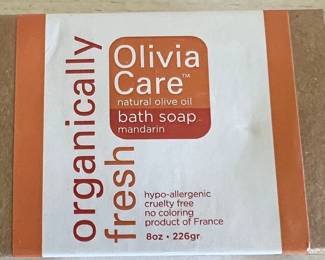 organically
fresh
Olivia
Care™
natural olive oil
bath soap
mandarin
hypo-allergenic
cruelty free
no coloring
product of France
8oz • 226gr